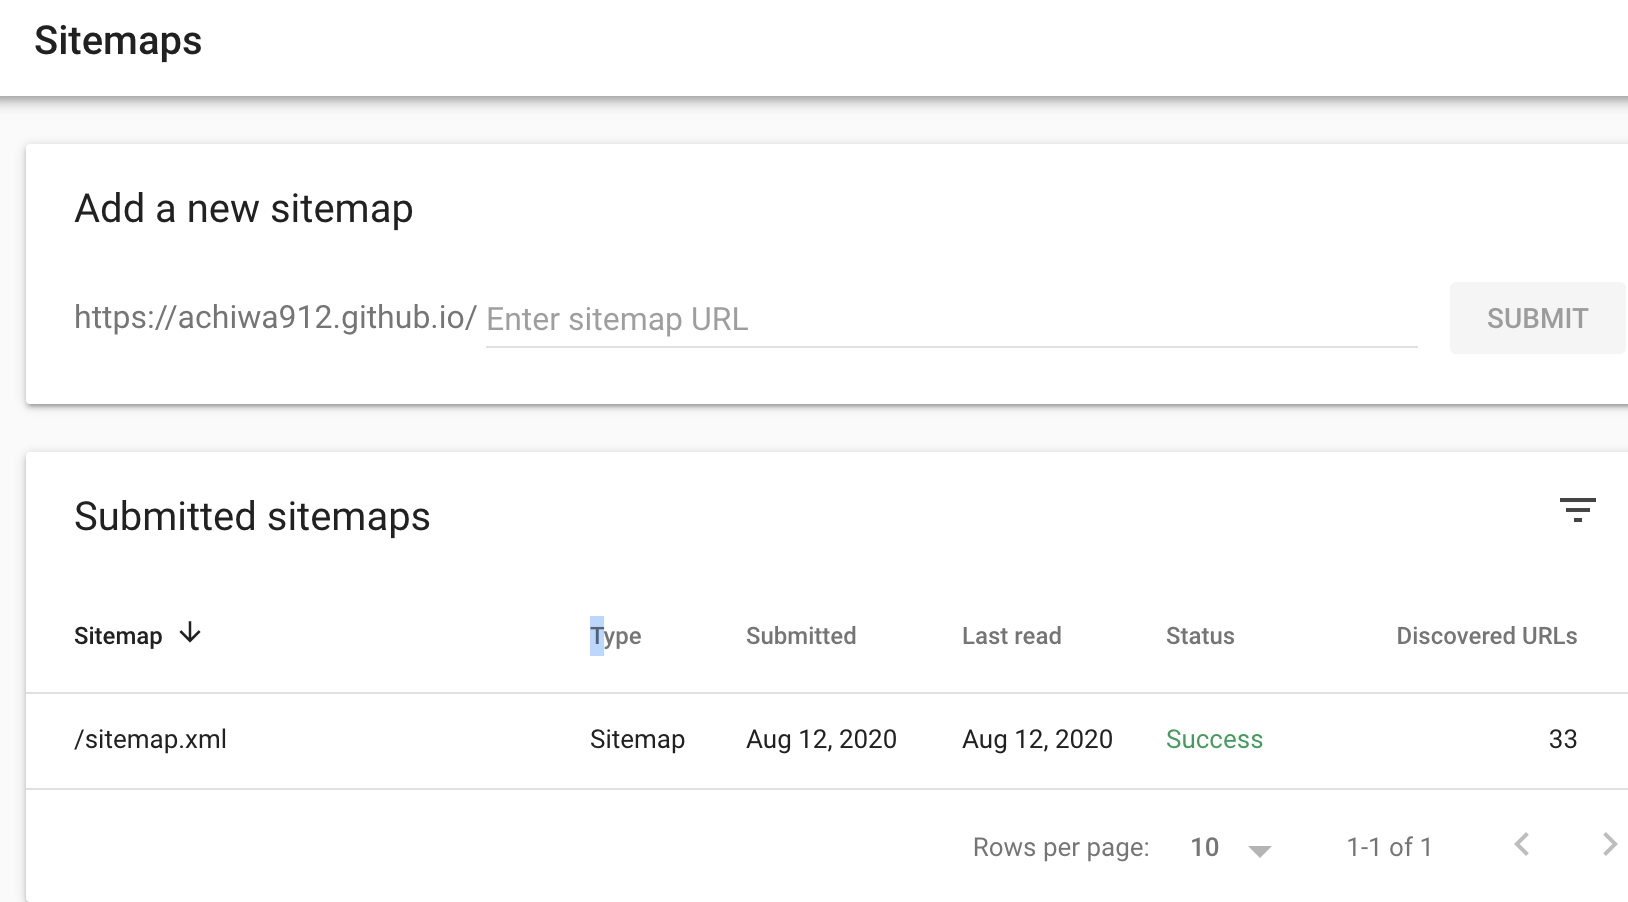 Sitemaps
Add a new sitemap
https://achiwa912.github.io/ Enter sitemap URL SUBMIT
Submitted sitemaps
Sitemap Type Submitted Last read Status Discovered URLs
/sitemap.xml Sitemap Aug 12, 2020 Aug 12, 2020 Success 33
Rows per page: 10 1-1 of 1